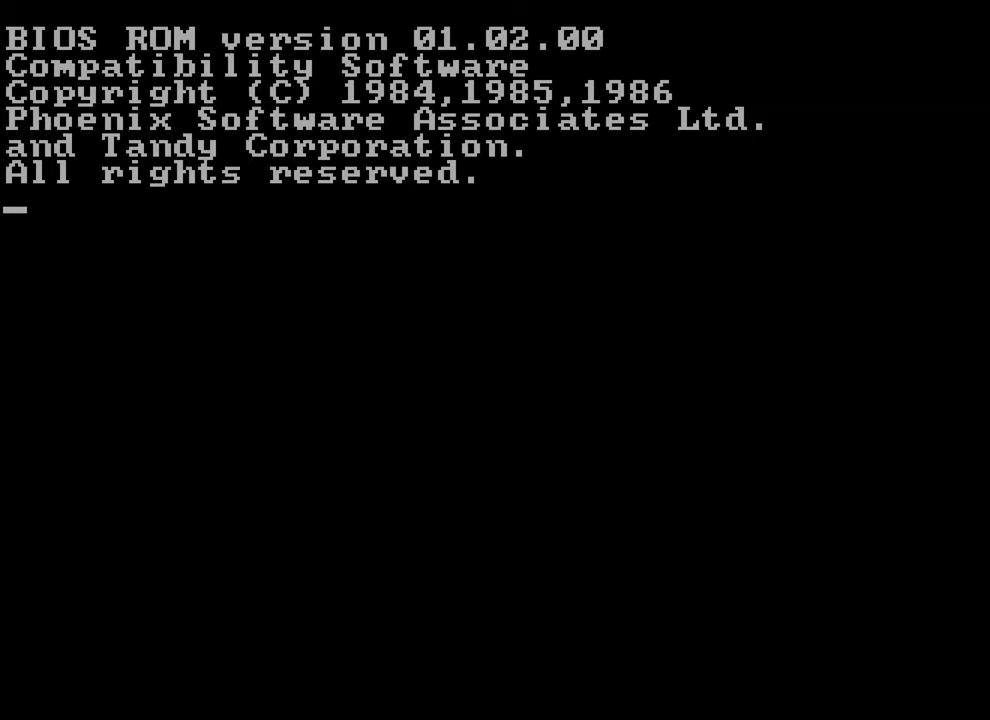 BIOS ROM version 01.02.00
Compatibility Software
Copyright (C) 1984,1985,1986
Phoenix Software Associates Ltd.
and Tandy Corporation.
All rights reserved.